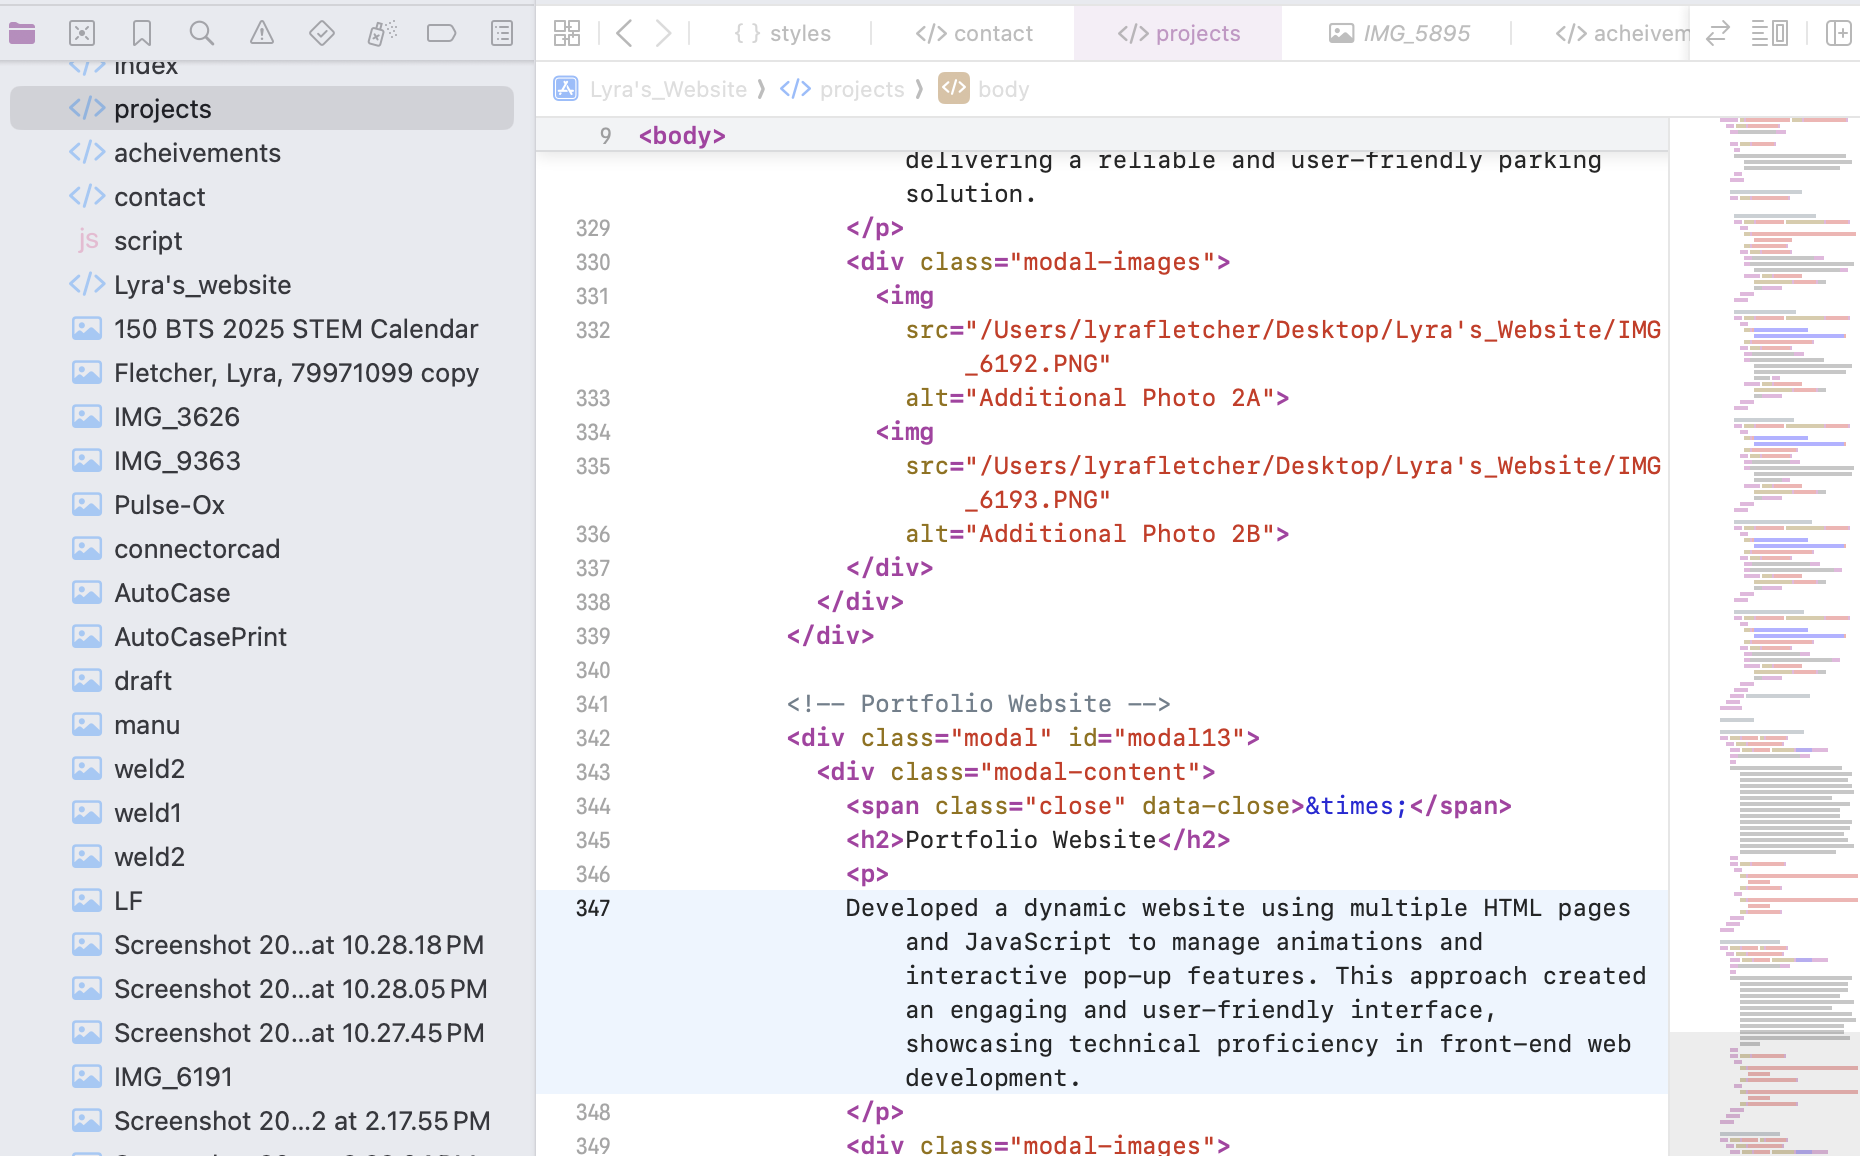 index
projects
acheivements
contact
js script
Lyra's_website
150 BTS 2025 STEM Calendar
Fletcher, Lyra, 79971099 copy
IMG_3626
IMG_9363
Pulse-Ox
connectorcad
AutoCase
AutoCasePrint
draft
manu
weld2
weld1
weld2
LF
Screenshot 20...at 10.28.18 PM
Screenshot 20...at 10.28.05 PM
Screenshot 20...at 10.27.45 PM
IMG_6191
Screenshot 20...2 at 2.17.55 PM
{ } styles </> contact </> projects IMG_5895 </> acheivem
Lyra's_Website ⟩ </> projects ⟩ </> body
9 <body>
delivering a reliable and user-friendly parking
solution.
329 </p>
330 <div class="modal-images">
331 <img
332 src="/Users/lyrafletcher/Desktop/Lyra's_Website/IMG
_6192.PNG"
333 alt="Additional Photo 2A">
334 <img
335 src="/Users/lyrafletcher/Desktop/Lyra's_Website/IMG
_6193.PNG"
336 alt="Additional Photo 2B">
337 </div>
338 </div>
339 </div>
340
341 <!-- Portfolio Website -->
342 <div class="modal" id="modal13">
343 <div class="modal-content">
344 <span class="close" data-close>&times;</span>
345 <h2>Portfolio Website</h2>
346 <p>
347 Developed a dynamic website using multiple HTML pages
and JavaScript to manage animations and
interactive pop-up features. This approach created
an engaging and user-friendly interface,
showcasing technical proficiency in front-end web
development.
348 </p>
349 <div class="modal-images">